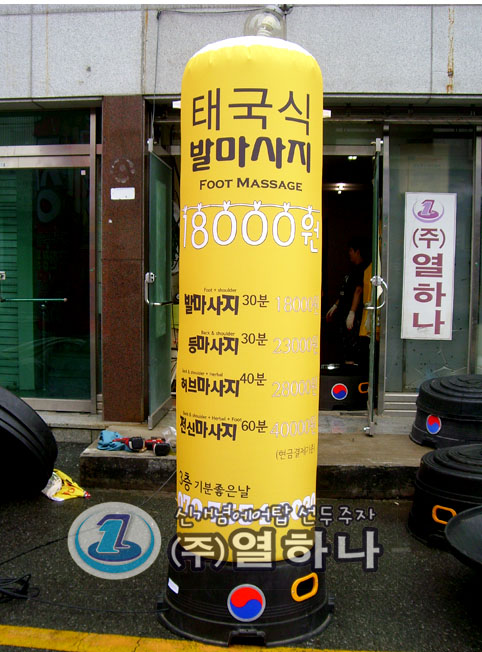 태국식
발마사지
FOOT MASSAGE
18000원
Foot + shoulder
발마사지 30분 18000원
Back & shoulder
등마사지 30분 23000원
Back & shoulder + Herbal
허브마사지 40분 28000원
Back & shoulder + Herbal + Foot
전신마사지 60분 40000원
(현금결제기준)
3층 기분좋은날
신개념에어탑 선두주자
1
(주)열하나
1
(주)
열
하
나